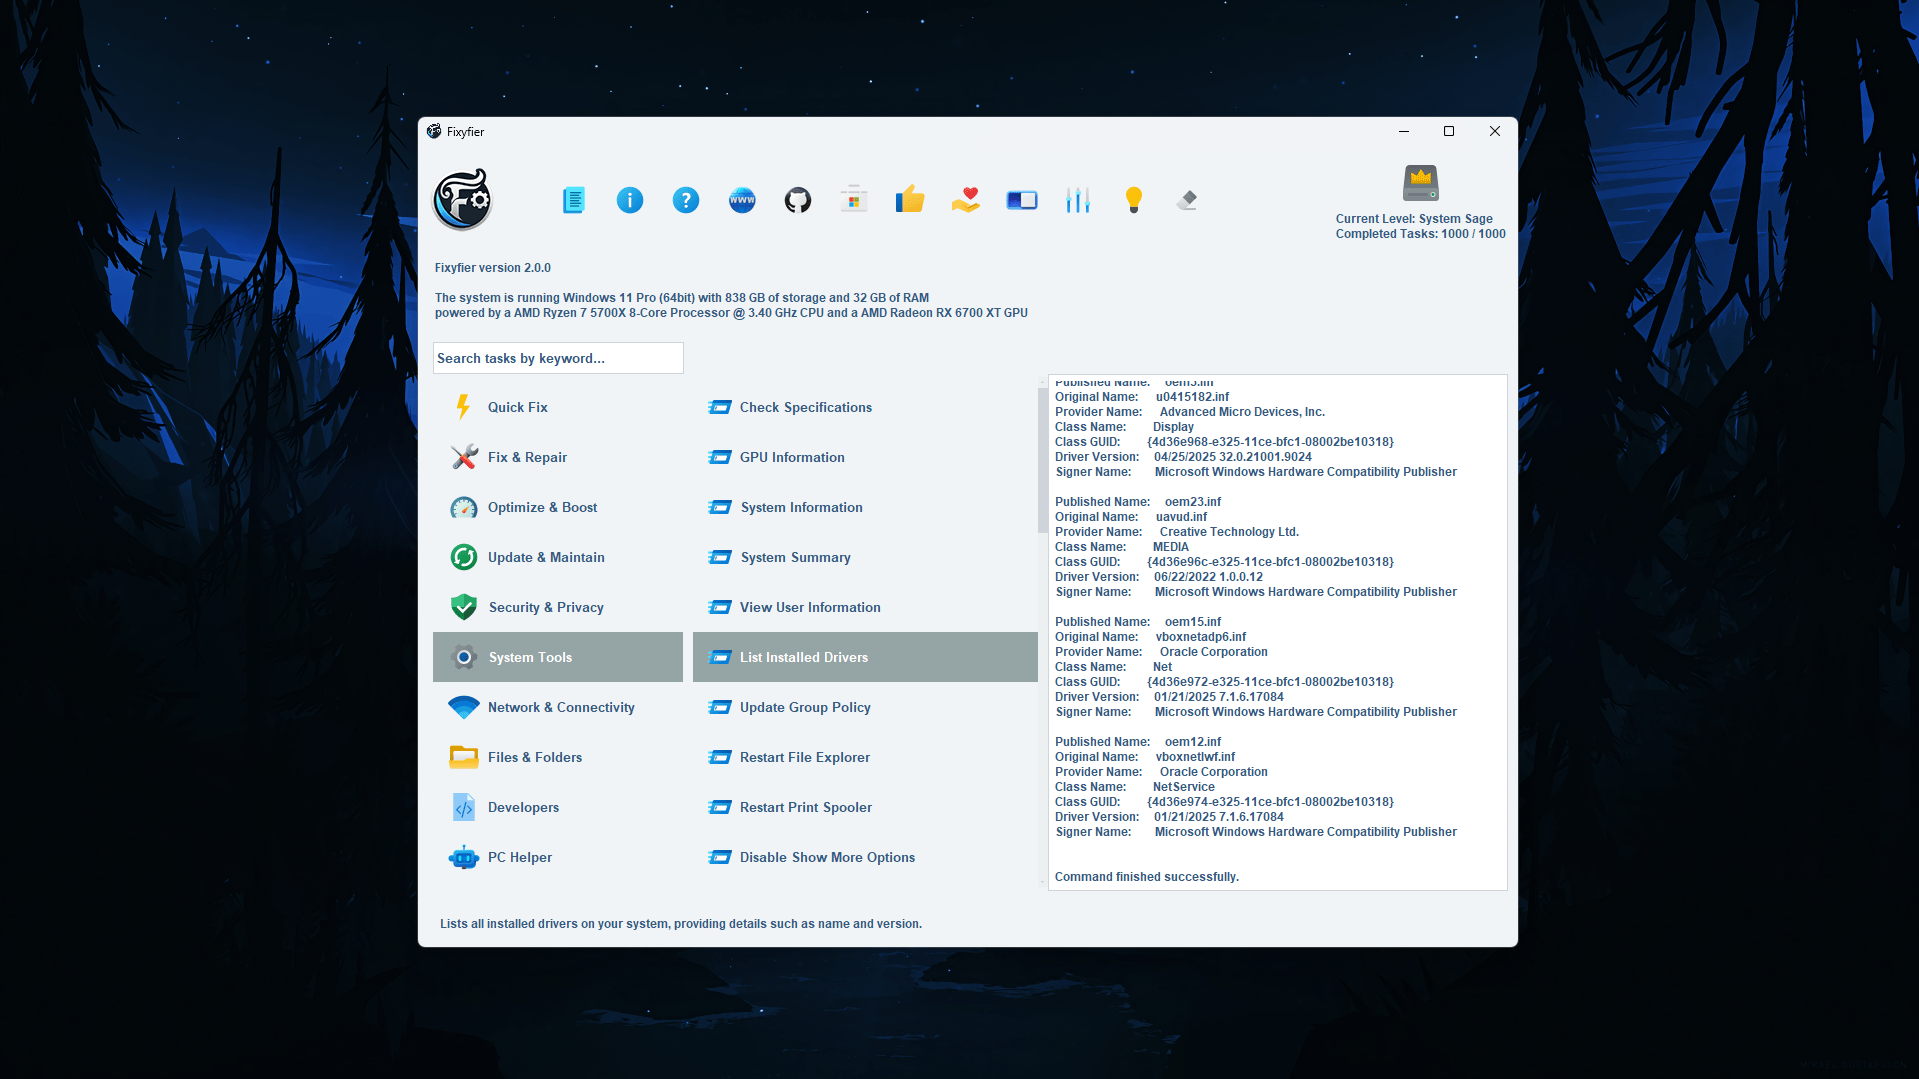 Fixyfier
WWW
Current Level: System Sage
Completed Tasks: 1000 / 1000
Fixyfier version 2.0.0
The system is running Windows 11 Pro (64bit) with 838 GB of storage and 32 GB of RAM
powered by a AMD Ryzen 7 5700X 8-Core Processor @ 3.40 GHz CPU and a AMD Radeon RX 6700 XT GPU
Search tasks by keyword...
Quick Fix
Fix & Repair
Optimize & Boost
Update & Maintain
Security & Privacy
System Tools
Network & Connectivity
Files & Folders
Developers
PC Helper
Check Specifications
GPU Information
System Information
System Summary
View User Information
List Installed Drivers
Update Group Policy
Restart File Explorer
Restart Print Spooler
Disable Show More Options
Published Name: oem5.inf
Original Name: u0415182.inf
Provider Name: Advanced Micro Devices, Inc.
Class Name: Display
Class GUID: {4d36e968-e325-11ce-bfc1-08002be10318}
Driver Version: 04/25/2025 32.0.21001.9024
Signer Name: Microsoft Windows Hardware Compatibility Publisher
Published Name: oem23.inf
Original Name: uavud.inf
Provider Name: Creative Technology Ltd.
Class Name: MEDIA
Class GUID: {4d36e96c-e325-11ce-bfc1-08002be10318}
Driver Version: 06/22/2022 1.0.0.12
Signer Name: Microsoft Windows Hardware Compatibility Publisher
Published Name: oem15.inf
Original Name: vboxnetadp6.inf
Provider Name: Oracle Corporation
Class Name: Net
Class GUID: {4d36e972-e325-11ce-bfc1-08002be10318}
Driver Version: 01/21/2025 7.1.6.17084
Signer Name: Microsoft Windows Hardware Compatibility Publisher
Published Name: oem12.inf
Original Name: vboxnetlwf.inf
Provider Name: Oracle Corporation
Class Name: NetService
Class GUID: {4d36e974-e325-11ce-bfc1-08002be10318}
Driver Version: 01/21/2025 7.1.6.17084
Signer Name: Microsoft Windows Hardware Compatibility Publisher
Command finished successfully.
Lists all installed drivers on your system, providing details such as name and version.